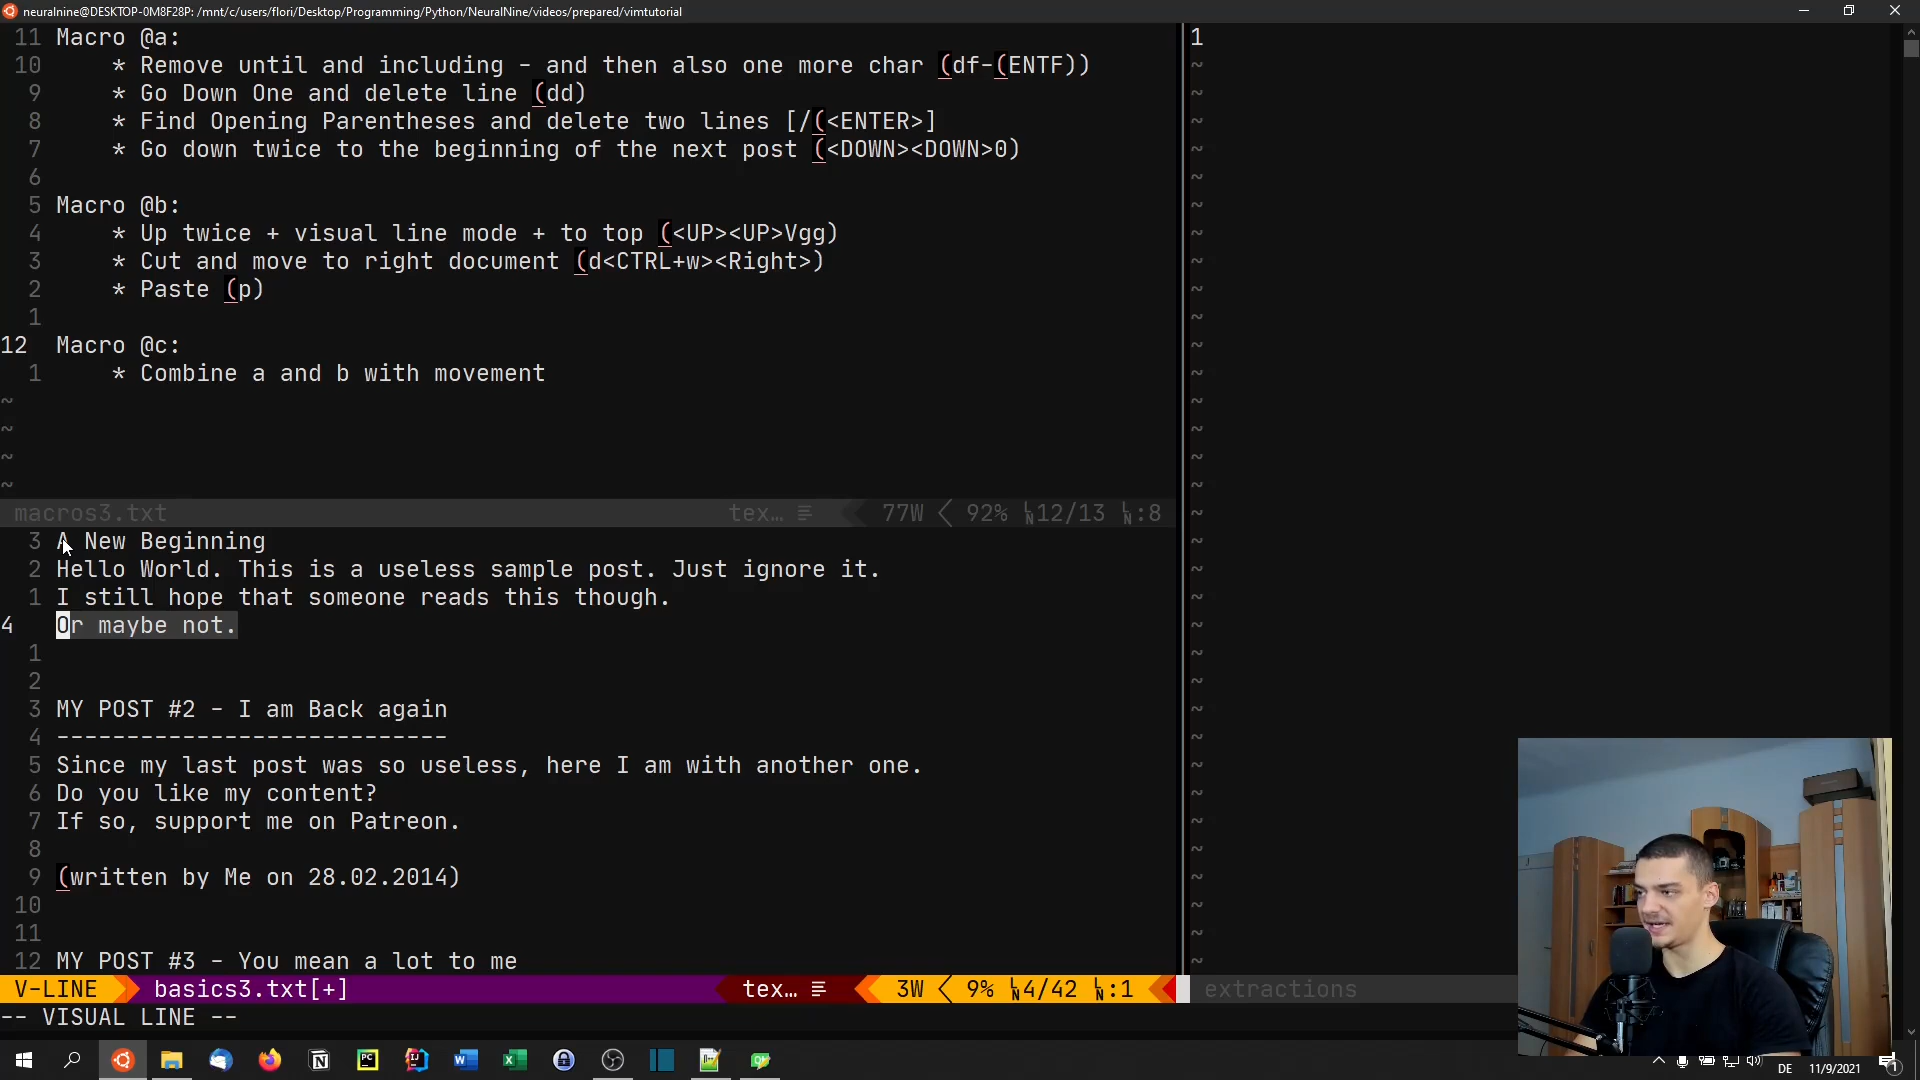 neuralnine@DESKTOP-0M8F28P: /mnt/c/users/flori/Desktop/Programming/Python/NeuralNine/videos/prepared/vimtutorial
11 Macro @a:
10 * Remove until and including - and then also one more char (df-(ENTF))
9 * Go Down One and delete line (dd)
8 * Find Opening Parentheses and delete two lines [/(<ENTER>]
7 * Go down twice to the beginning of the next post (<DOWN><DOWN>0)
6
5 Macro @b:
4 * Up twice + visual line mode + to top (<UP><UP>Vgg)
3 * Cut and move to right document (d<CTRL+w><Right>)
2 * Paste (p)
1
12 Macro @c:
1 * Combine a and b with movement
~
~
~
~
macros3.txt tex… 77W 92% LN12/13 LN:8
3 A New Beginning
2 Hello World. This is a useless sample post. Just ignore it.
1 I still hope that someone reads this though.
4 Or maybe not.
1
2
3 MY POST #2 - I am Back again
4 ----------------------------
5 Since my last post was so useless, here I am with another one.
6 Do you like my content?
7 If so, support me on Patreon.
8
9 (written by Me on 28.02.2014)
10
11
12 MY POST #3 - You mean a lot to me
V-LINE basics3.txt[+] tex… 3W 9% LN4/42 LN:1
-- VISUAL LINE --
1
extractions
DE 11/9/2021